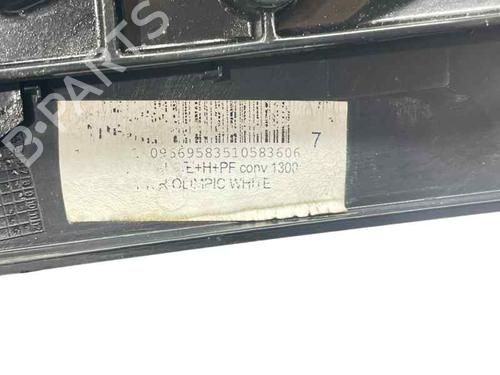 B-PARTS
09569583510583606
7
E+H+PF conv 1300
R OLIMPIC WHITE